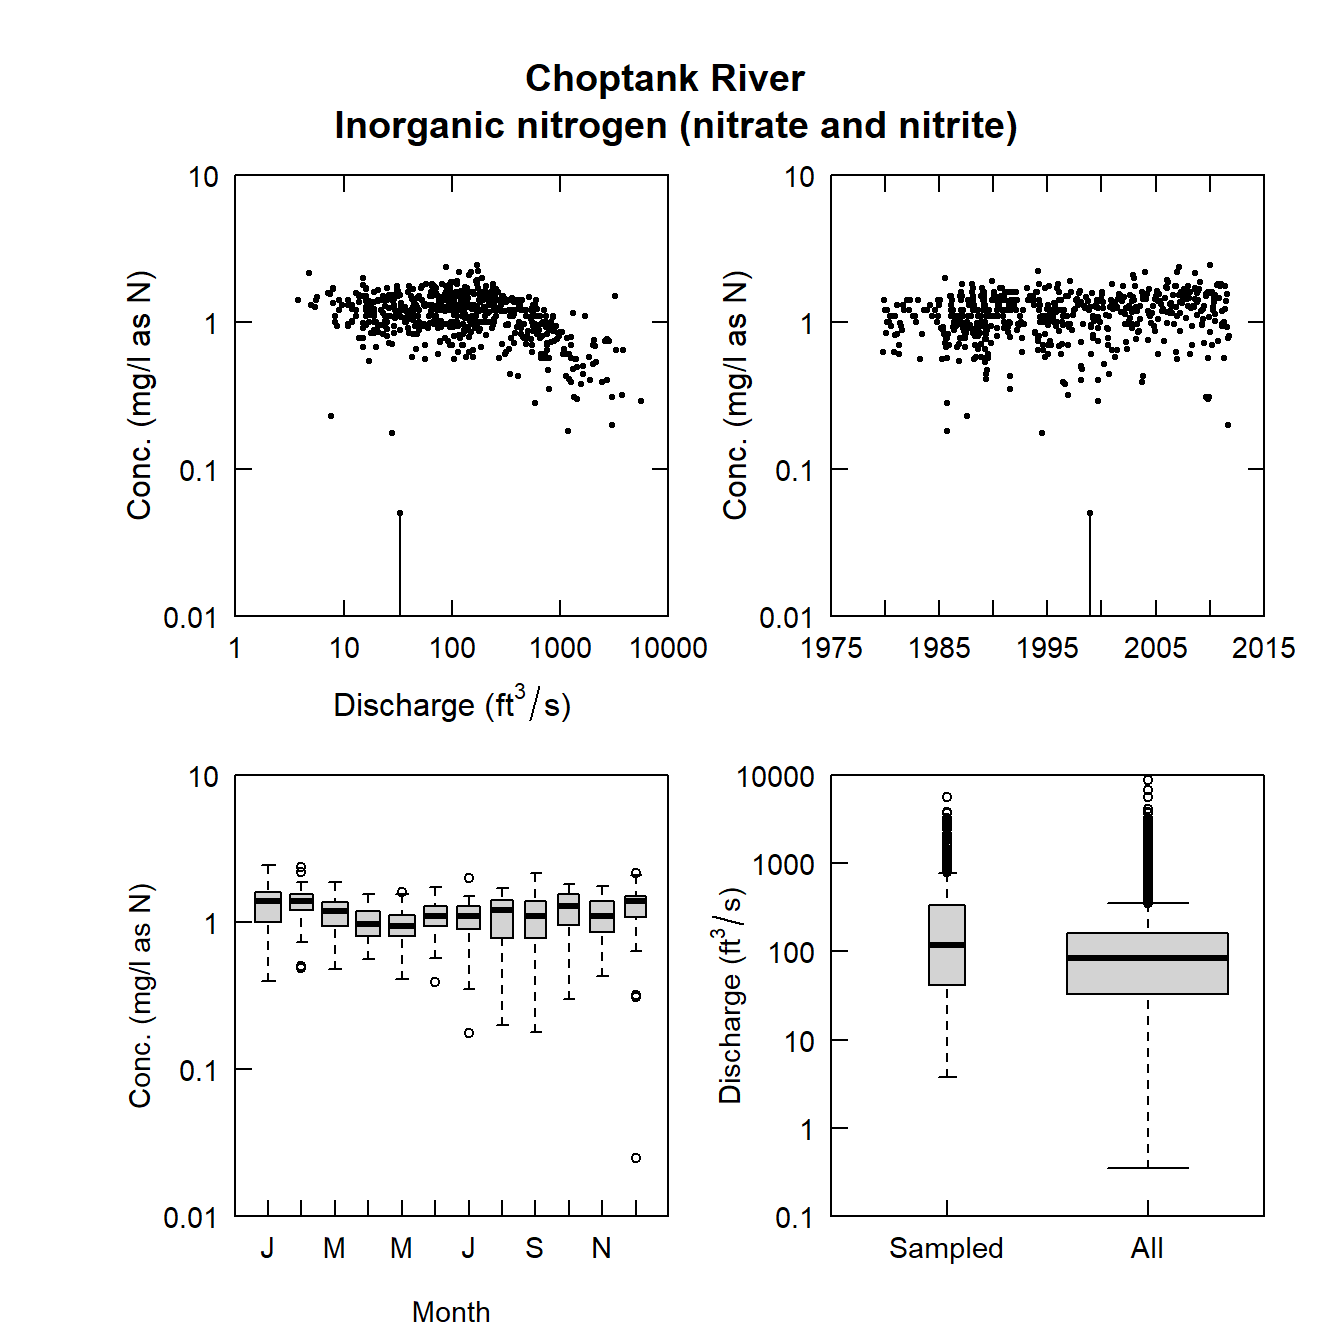 Choptank River
Inorganic nitrogen (nitrate and nitrite)
Conc. (mg/l as N)
10
1
0.1
0.01
1 10 100 1000 10000
Discharge (ft³/s)
Conc. (mg/l as N)
10
1
0.1
0.01
1975 1985 1995 2005 2015
Conc. (mg/l as N)
10
1
0.1
0.01
J M M J S N
Month
Discharge (ft³/s)
10000
1000
100
10
1
0.1
Sampled All